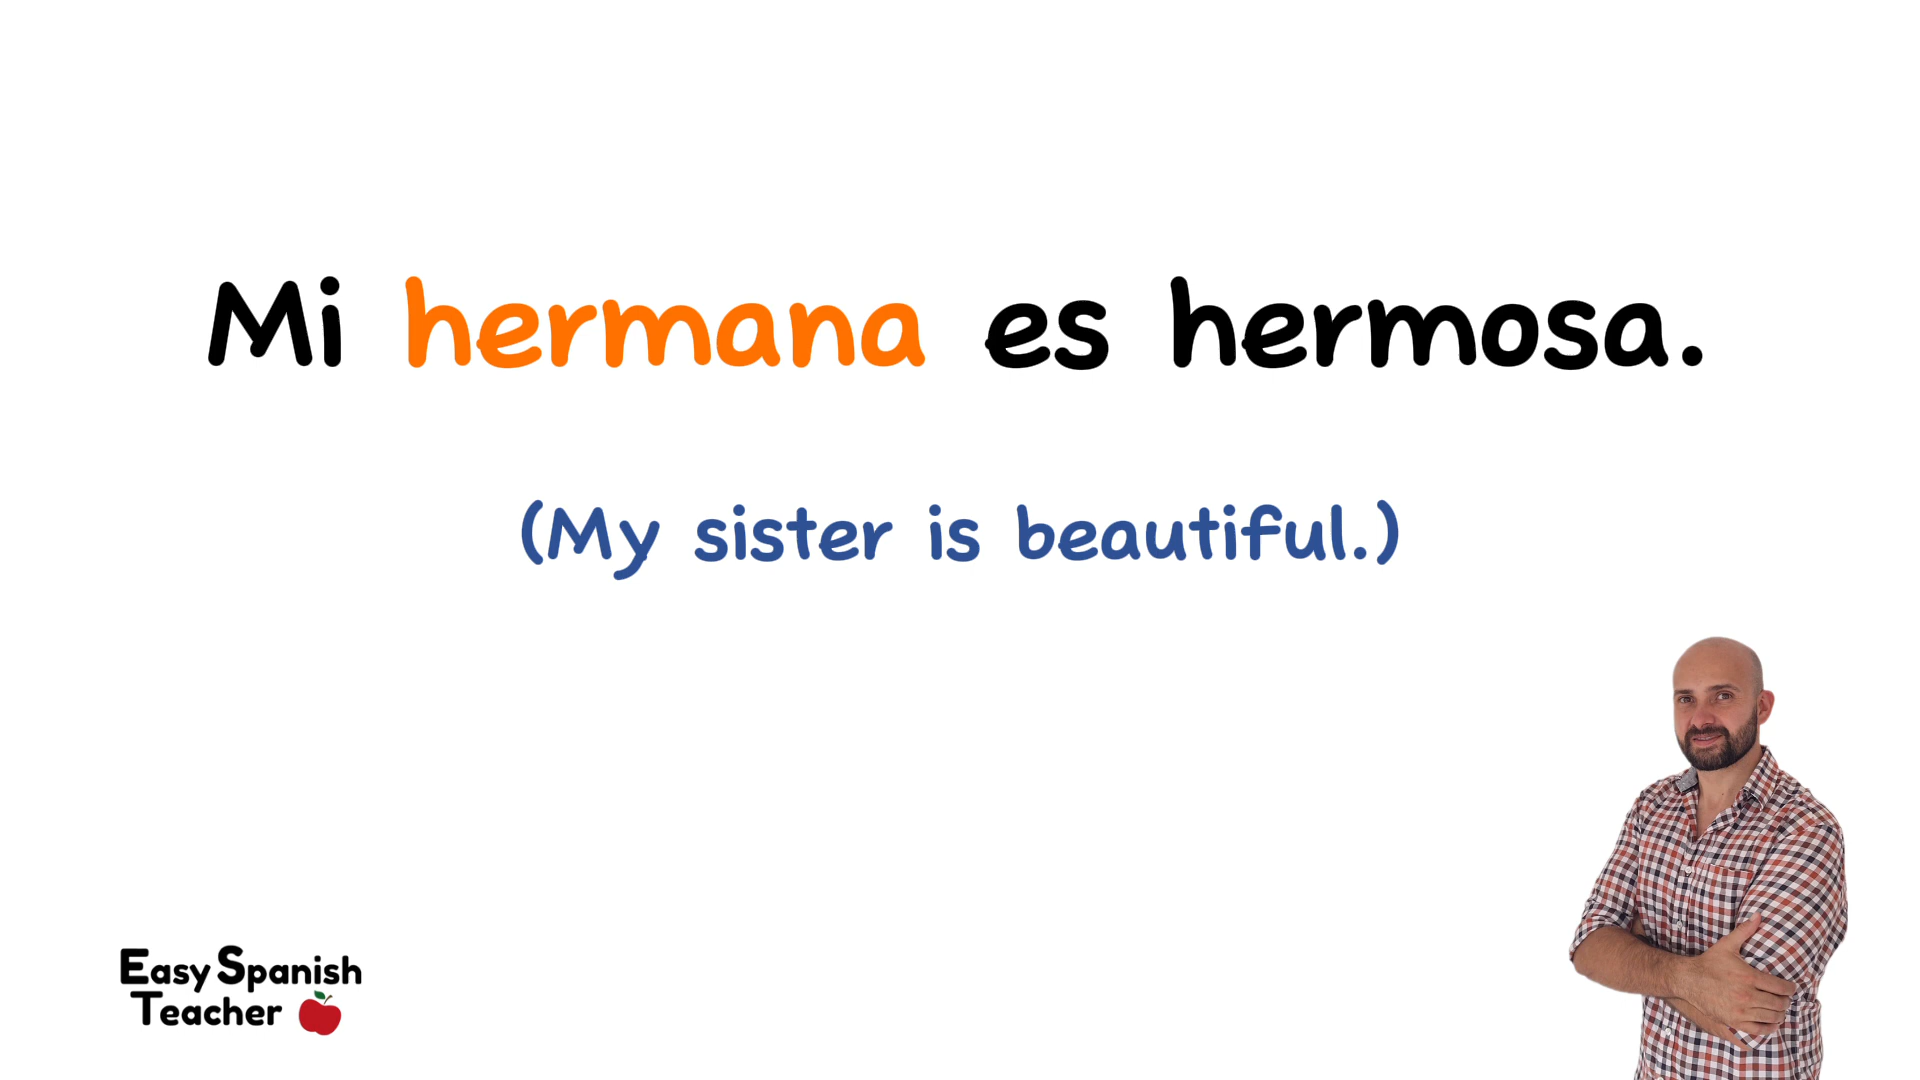 Mi hermana es hermosa.
(My sister is beautiful.)
Easy Spanish
Teacher